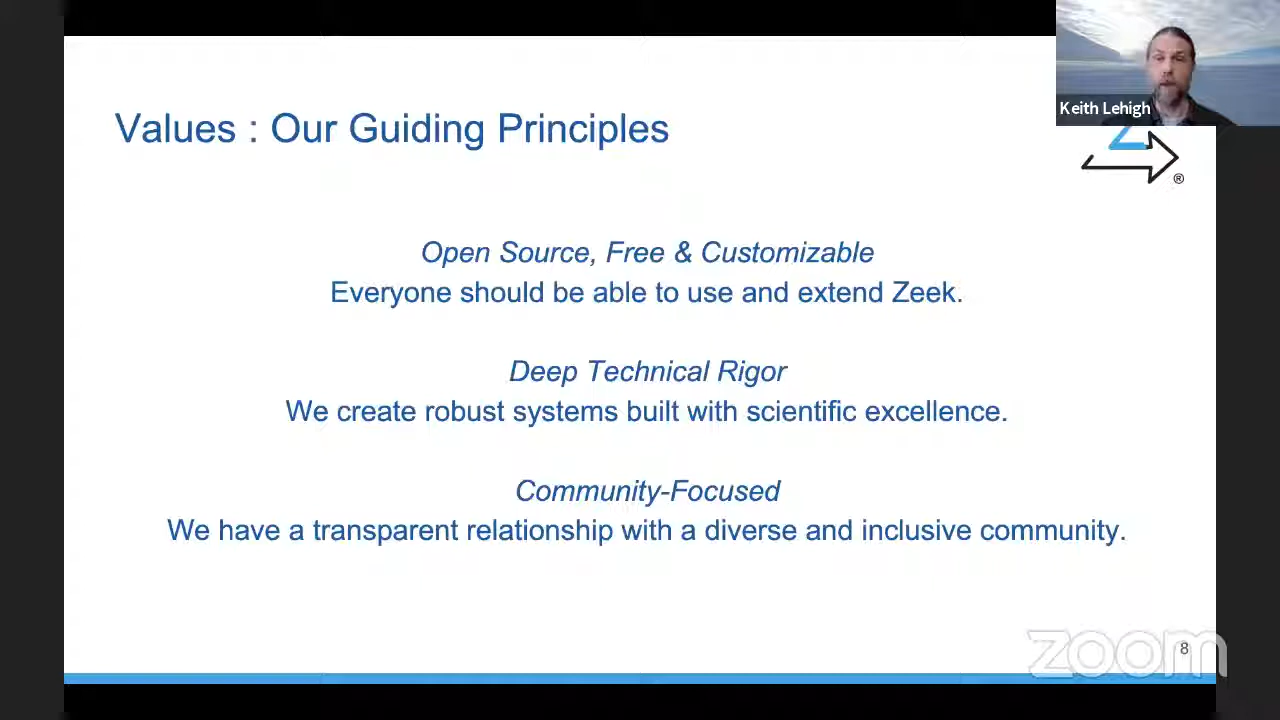 Keith Lehigh
Values : Our Guiding Principles
®
Open Source, Free & Customizable
Everyone should be able to use and extend Zeek.
Deep Technical Rigor
We create robust systems built with scientific excellence.
Community-Focused
We have a transparent relationship with a diverse and inclusive community.
zoom
8